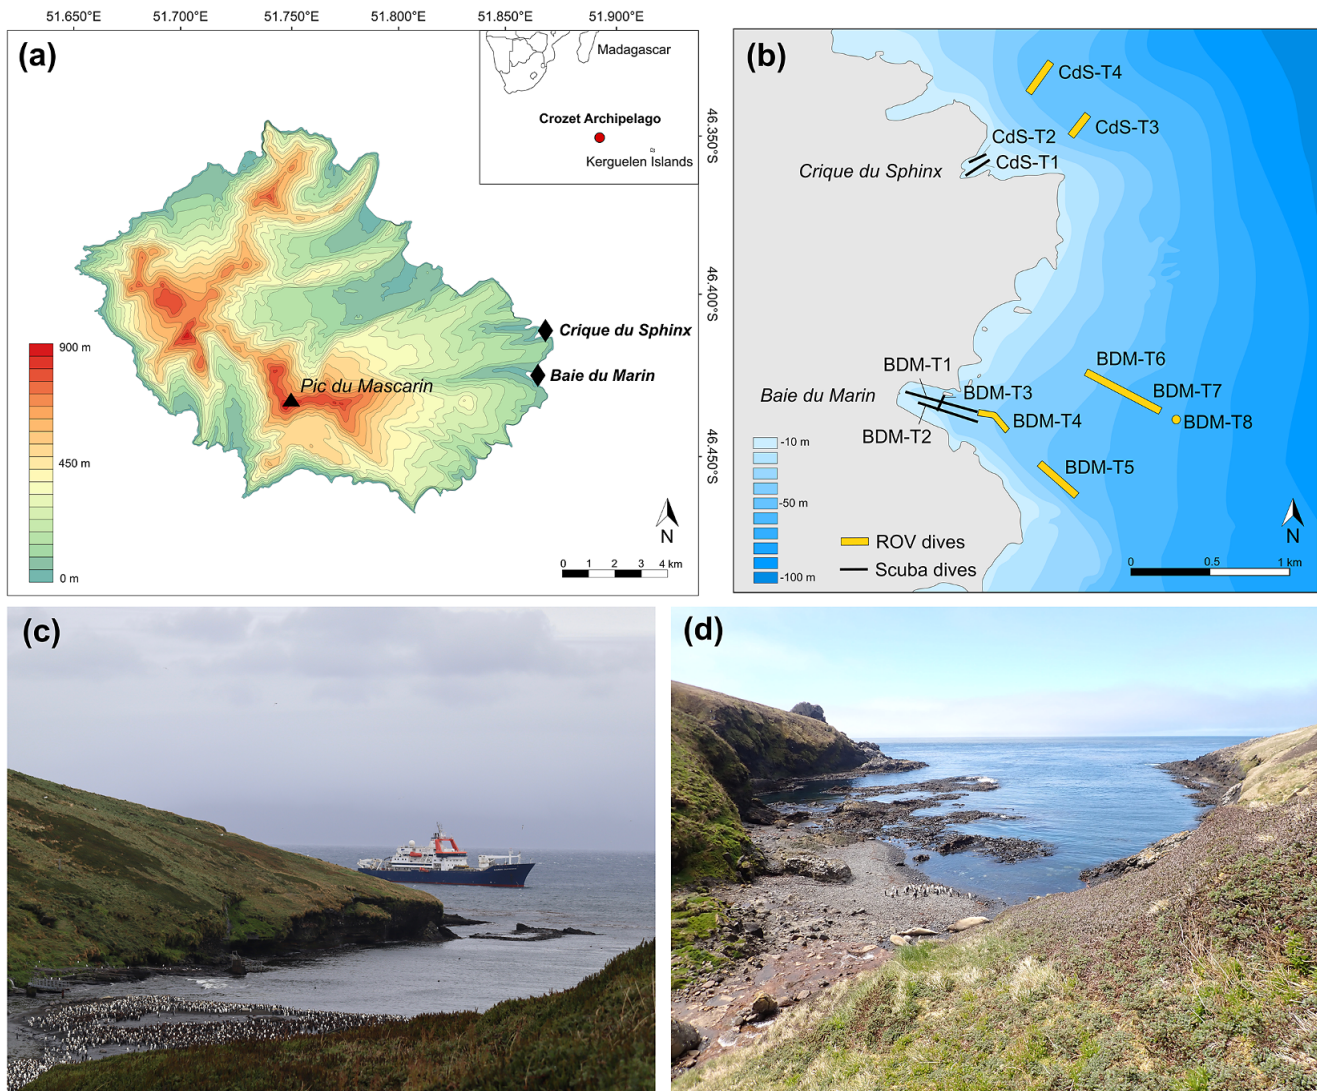 51.650°E
51.700°E
51.750°E
51.800°E
51.850°E
51.900°E
(a)
Madagascar
Crozet Archipelago
Kerguelen Islands
46.350°S
46.400°S
46.450°S
Crique du Sphinx
Baie du Marin
Pic du Mascarin
900 m
450 m
0 m
N
0 1 2 3 4 km
(b)
CdS-T4
CdS-T3
CdS-T2
CdS-T1
Crique du Sphinx
BDM-T6
BDM-T1
BDM-T7
BDM-T3
Baie du Marin
BDM-T4
BDM-T8
BDM-T2
BDM-T5
-10 m
-50 m
-100 m
ROV dives
Scuba dives
N
0 0.5 1 km
(c)
(d)